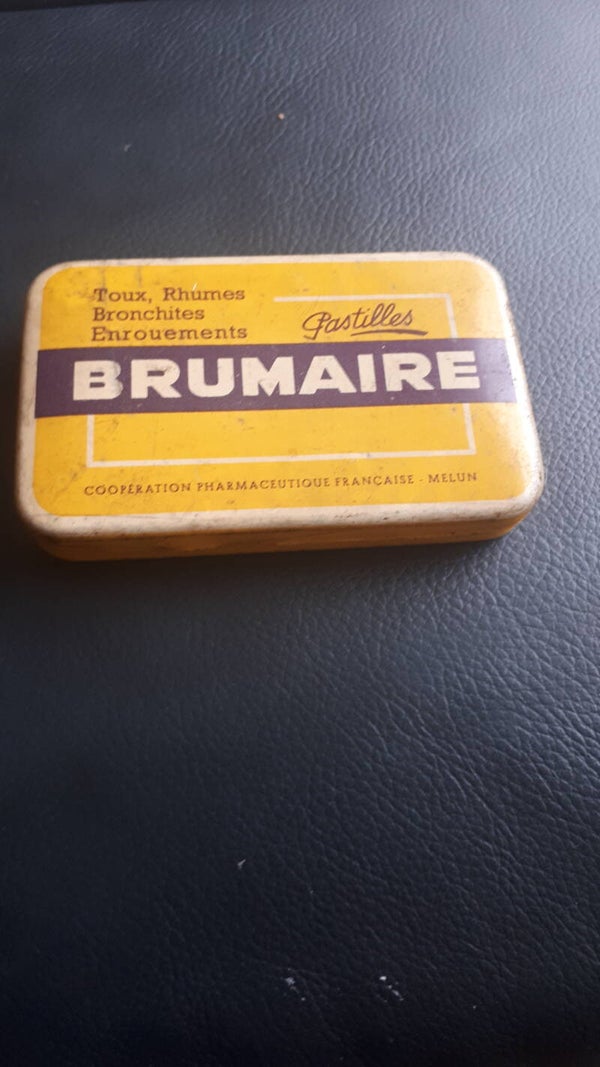 Toux, Rhumes
Bronchites
Enrouements
Pastilles
BRUMAIRE
COOPÉRATION PHARMACEUTIQUE FRANÇAISE - MELUN